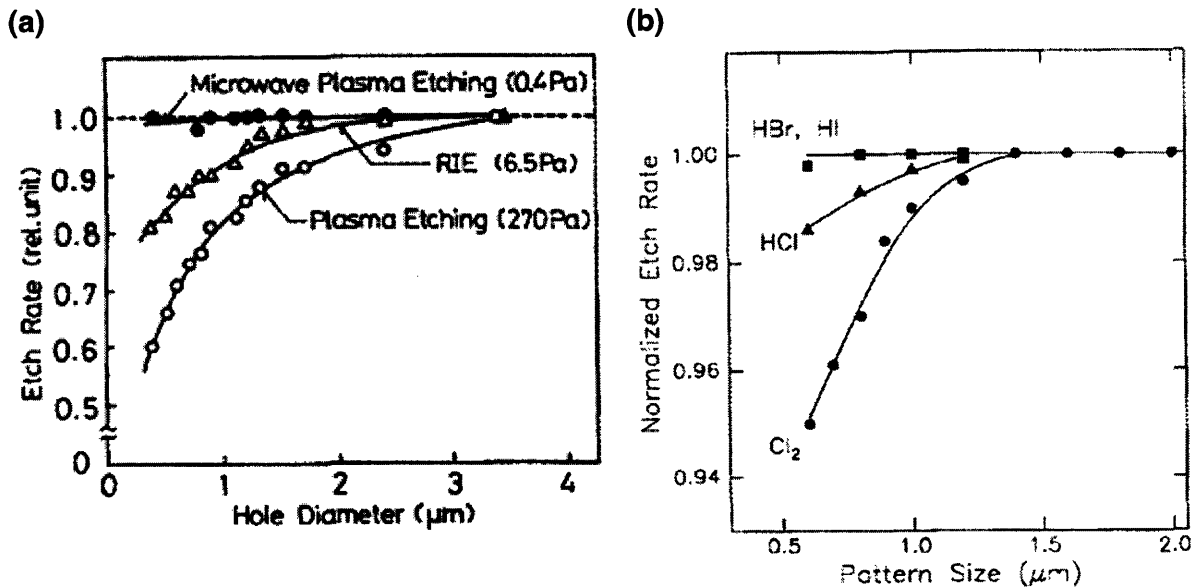 (a)
Microwave Plasma Etching (0.4Pa)
RIE (6.5Pa)
Plasma Etching (270Pa)
Etch Rate (rel.unit)
1.0
0.9
0.8
0.7
0.6
0.5
0
0 1 2 3 4
Hole Diameter (μm)
(b)
HBr, HI
HCl
Cl₂
Normalized Etch Rate
1.00
0.98
0.96
0.94
0.5 1.0 1.5 2.0
Pattern Size (μm)